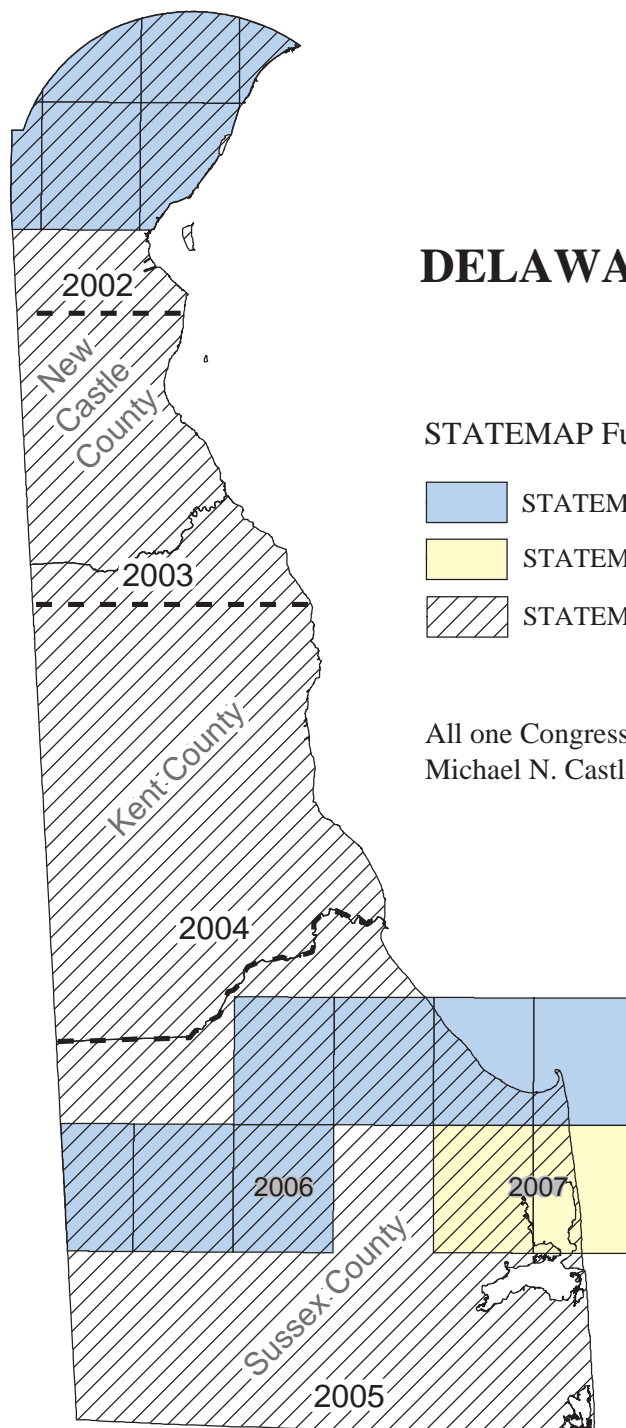 DELAWA
STATEMAP Fu
STATEM
STATEM
STATEM
All one Congress
Michael N. Castl
2002
New
Castle
County
2003
Kent County
2004
2006
2007
Sussex County
2005